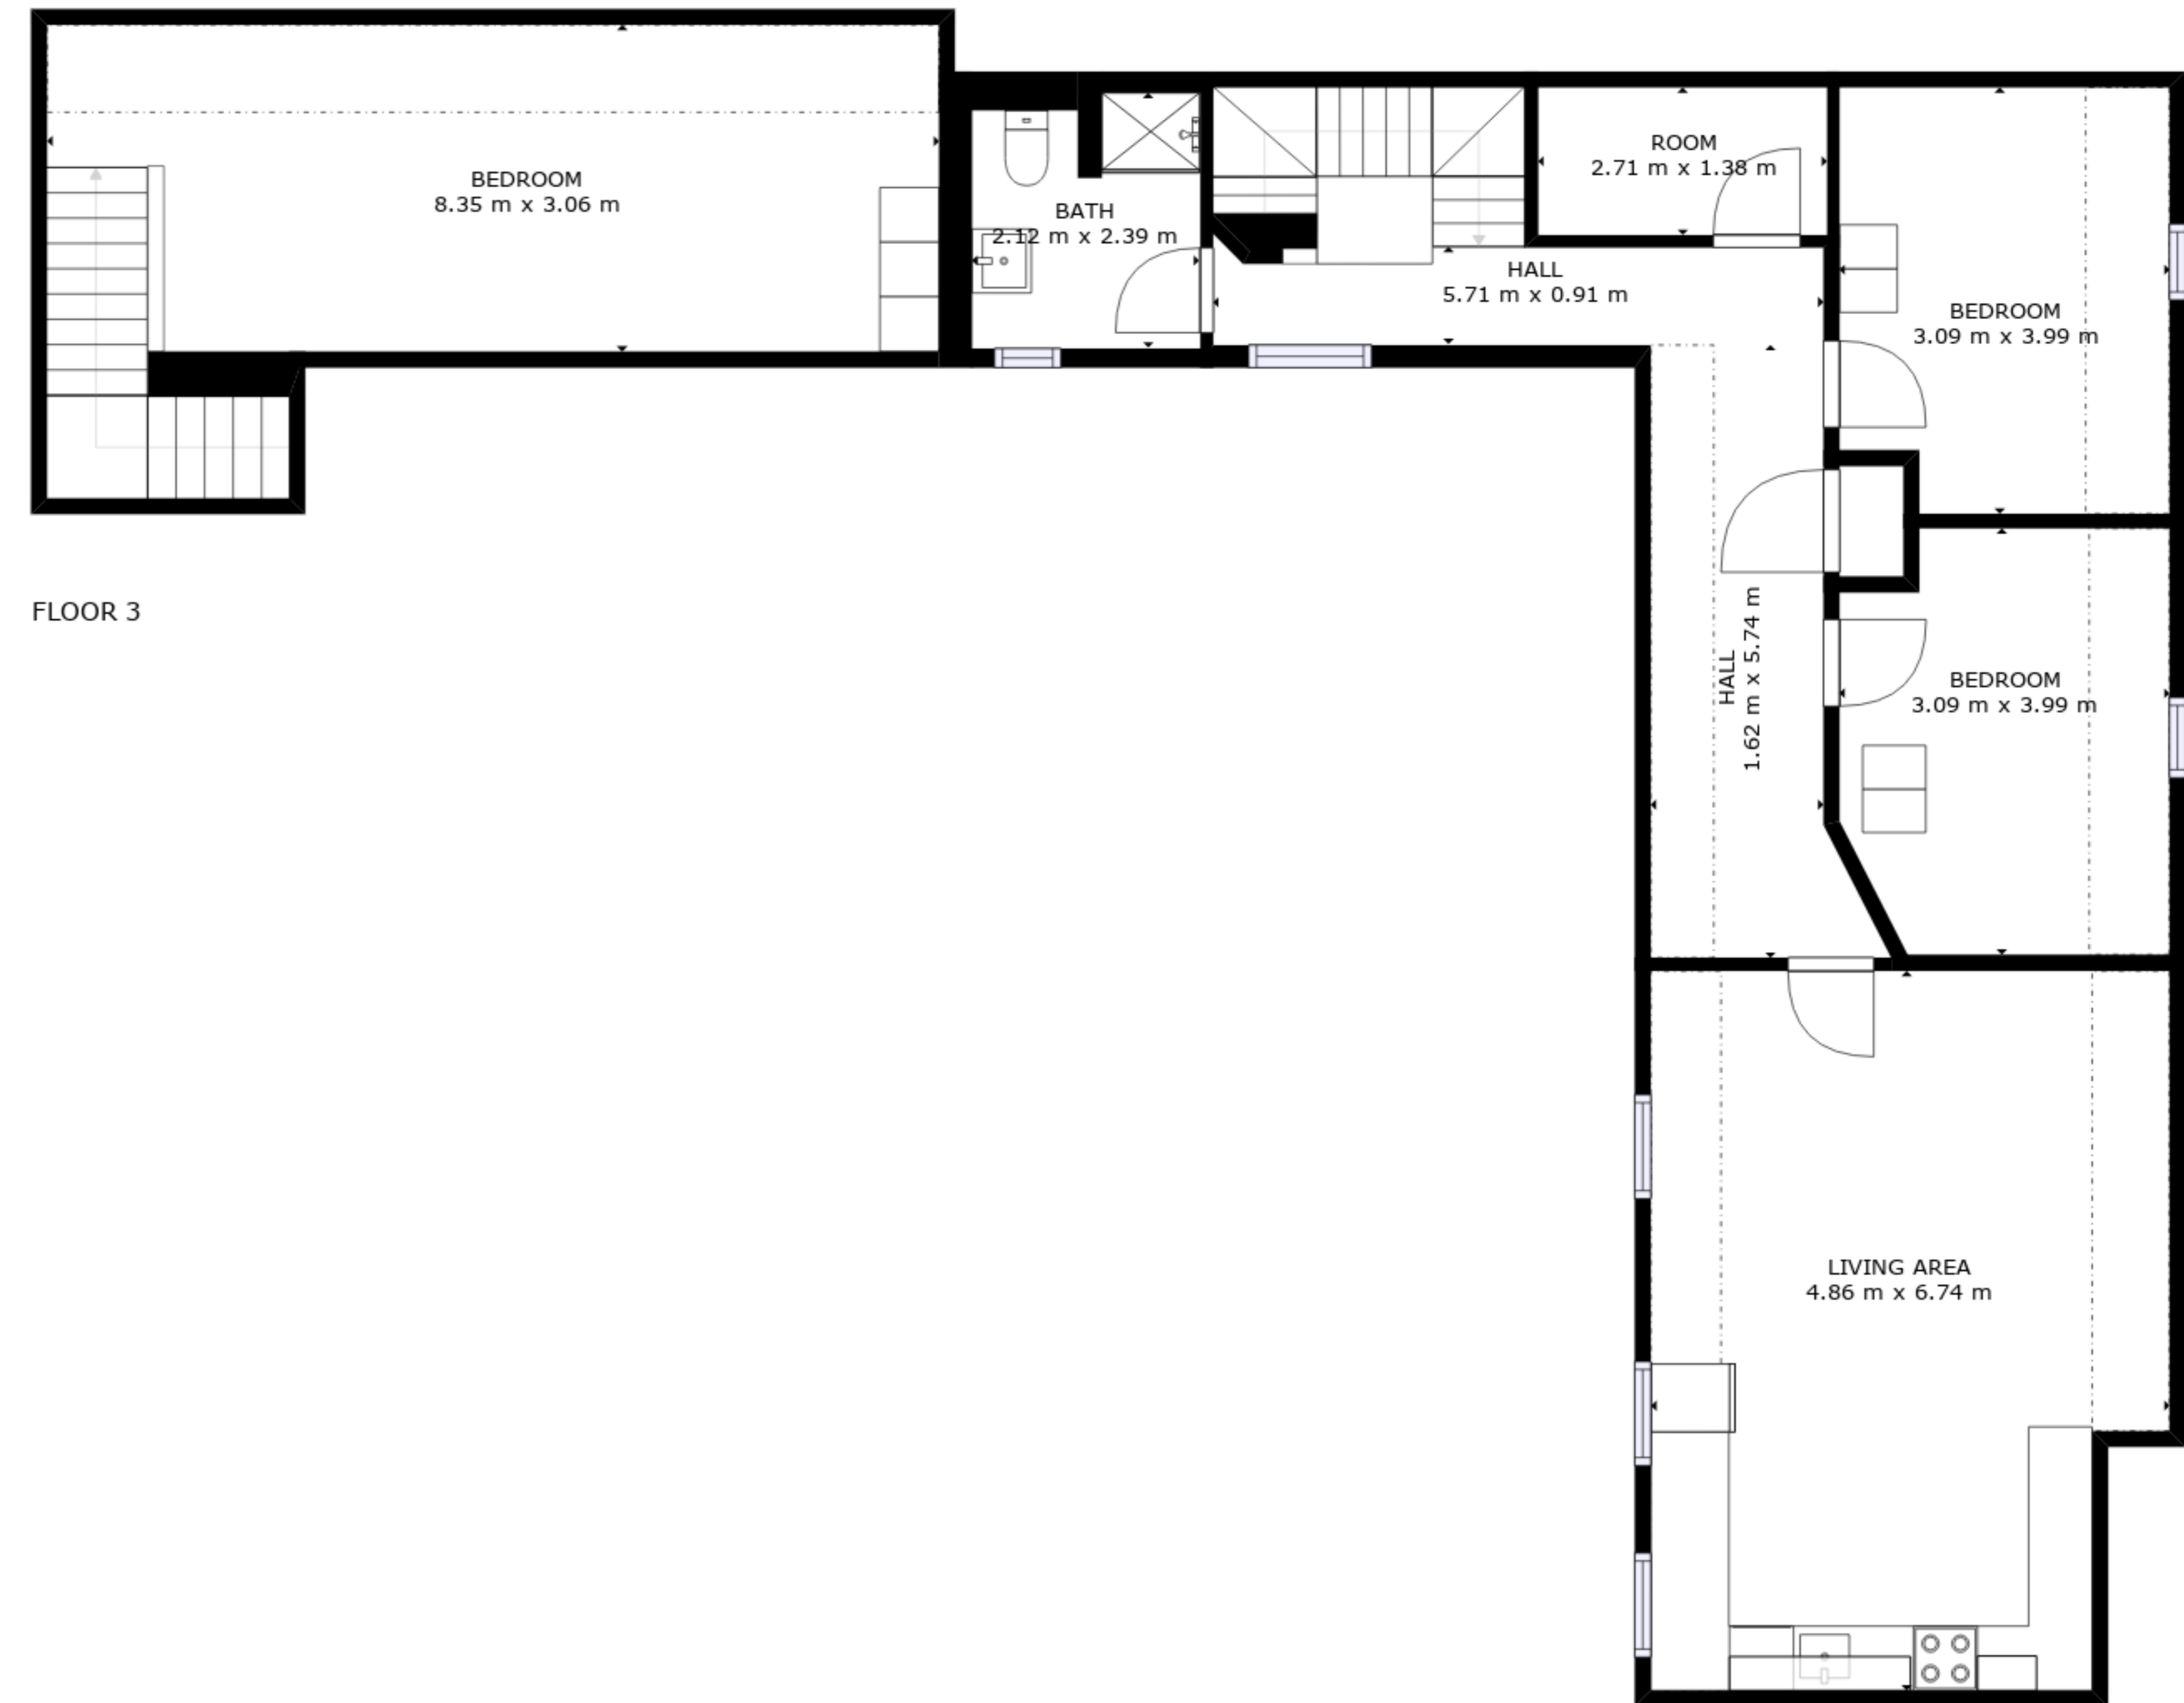 BEDROOM
8.35 m x 3.06 m
BATH
2.12 m x 2.39 m
ROOM
2.71 m x 1.38 m
HALL
5.71 m x 0.91 m
BEDROOM
3.09 m x 3.99 m
FLOOR 3
HALL
1.62 m x 5.74 m
BEDROOM
3.09 m x 3.99 m
LIVING AREA
4.86 m x 6.74 m